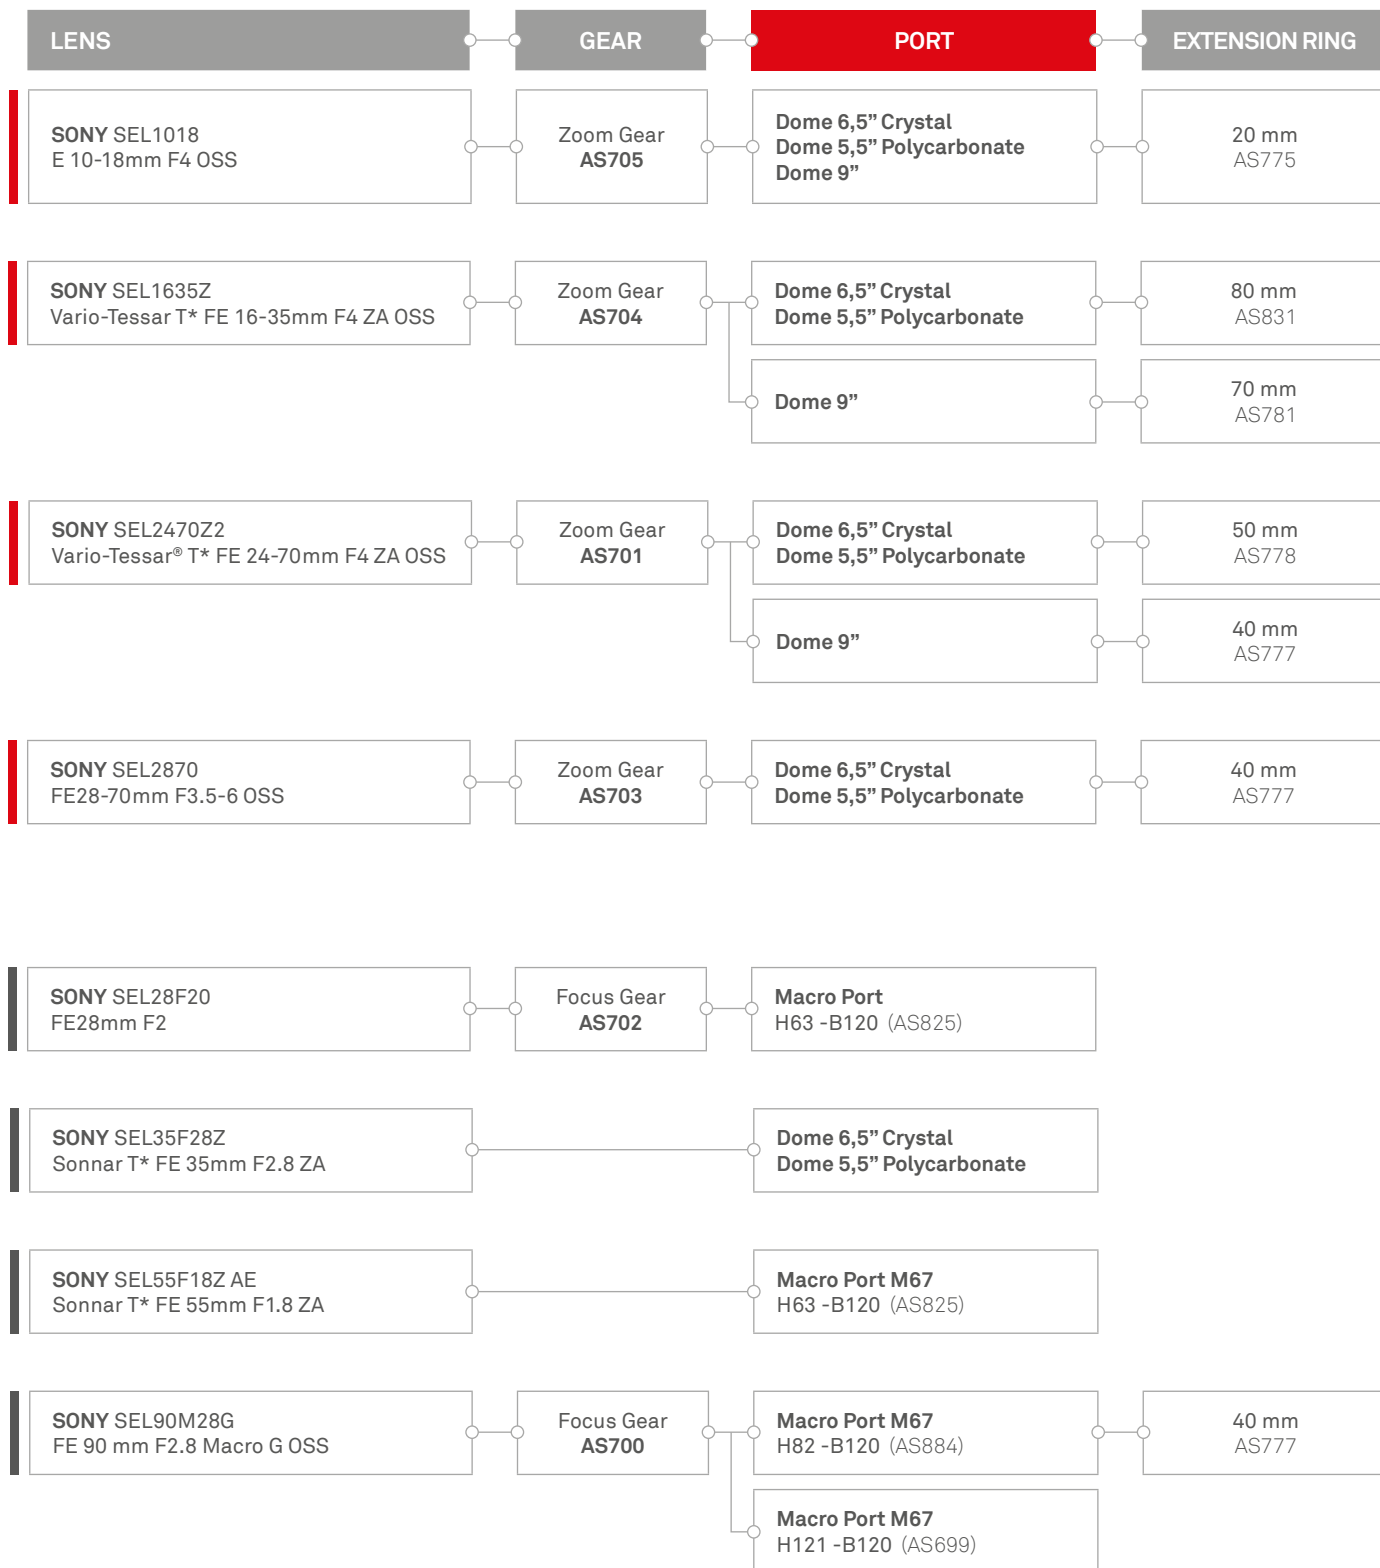 LENS GEAR PORT EXTENSION RING
SONY SEL1018
E 10-18mm F4 OSS
Zoom Gear
AS705
Dome 6,5” Crystal
Dome 5,5” Polycarbonate
Dome 9”
20 mm
AS775
SONY SEL1635Z
Vario-Tessar T* FE 16-35mm F4 ZA OSS
Zoom Gear
AS704
Dome 6,5” Crystal
Dome 5,5” Polycarbonate
80 mm
AS831
Dome 9”
70 mm
AS781
SONY SEL2470Z2
Vario-Tessar® T* FE 24-70mm F4 ZA OSS
Zoom Gear
AS701
Dome 6,5” Crystal
Dome 5,5” Polycarbonate
50 mm
AS778
Dome 9”
40 mm
AS777
SONY SEL2870
FE28-70mm F3.5-6 OSS
Zoom Gear
AS703
Dome 6,5” Crystal
Dome 5,5” Polycarbonate
40 mm
AS777
SONY SEL28F20
FE28mm F2
Focus Gear
AS702
Macro Port
H63 -B120 (AS825)
SONY SEL35F28Z
Sonnar T* FE 35mm F2.8 ZA
Dome 6,5” Crystal
Dome 5,5” Polycarbonate
SONY SEL55F18Z AE
Sonnar T* FE 55mm F1.8 ZA
Macro Port M67
H63 -B120 (AS825)
SONY SEL90M28G
FE 90 mm F2.8 Macro G OSS
Focus Gear
AS700
Macro Port M67
H82 -B120 (AS884)
40 mm
AS777
Macro Port M67
H121 -B120 (AS699)